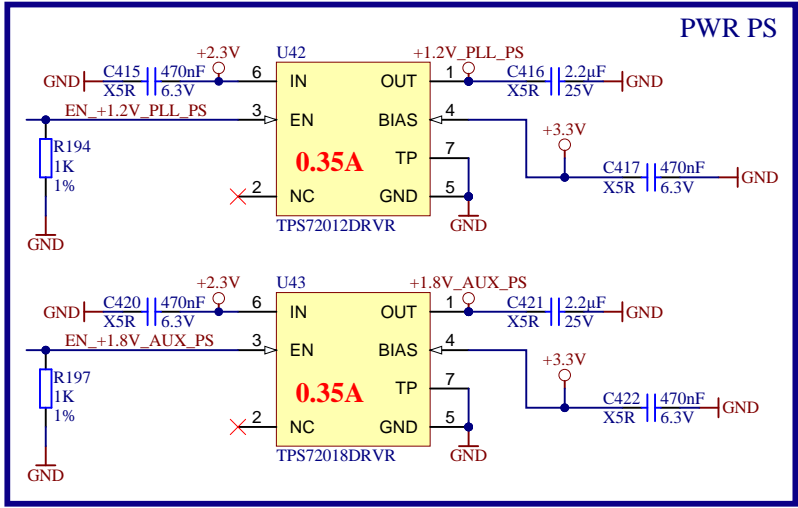 PWR PS
+2.3V U42 +1.2V_PLL_PS
C415 470nF 6 IN OUT 1 C416 2.2µF
GND X5R 6.3V X5R 25V GND
EN_+1.2V_PLL_PS 3 EN BIAS 4
+3.3V
R194
1K
1%
0.35A TP 7
C417 470nF
X5R 6.3V GND
2 NC GND 5
TPS72012DRVR GND
GND
+2.3V U43 +1.8V_AUX_PS
C420 470nF 6 IN OUT 1 C421 2.2µF
GND X5R 6.3V X5R 25V GND
EN_+1.8V_AUX_PS 3 EN BIAS 4
+3.3V
R197
1K
1%
0.35A TP 7
C422 470nF
X5R 6.3V GND
2 NC GND 5
TPS72018DRVR GND
GND